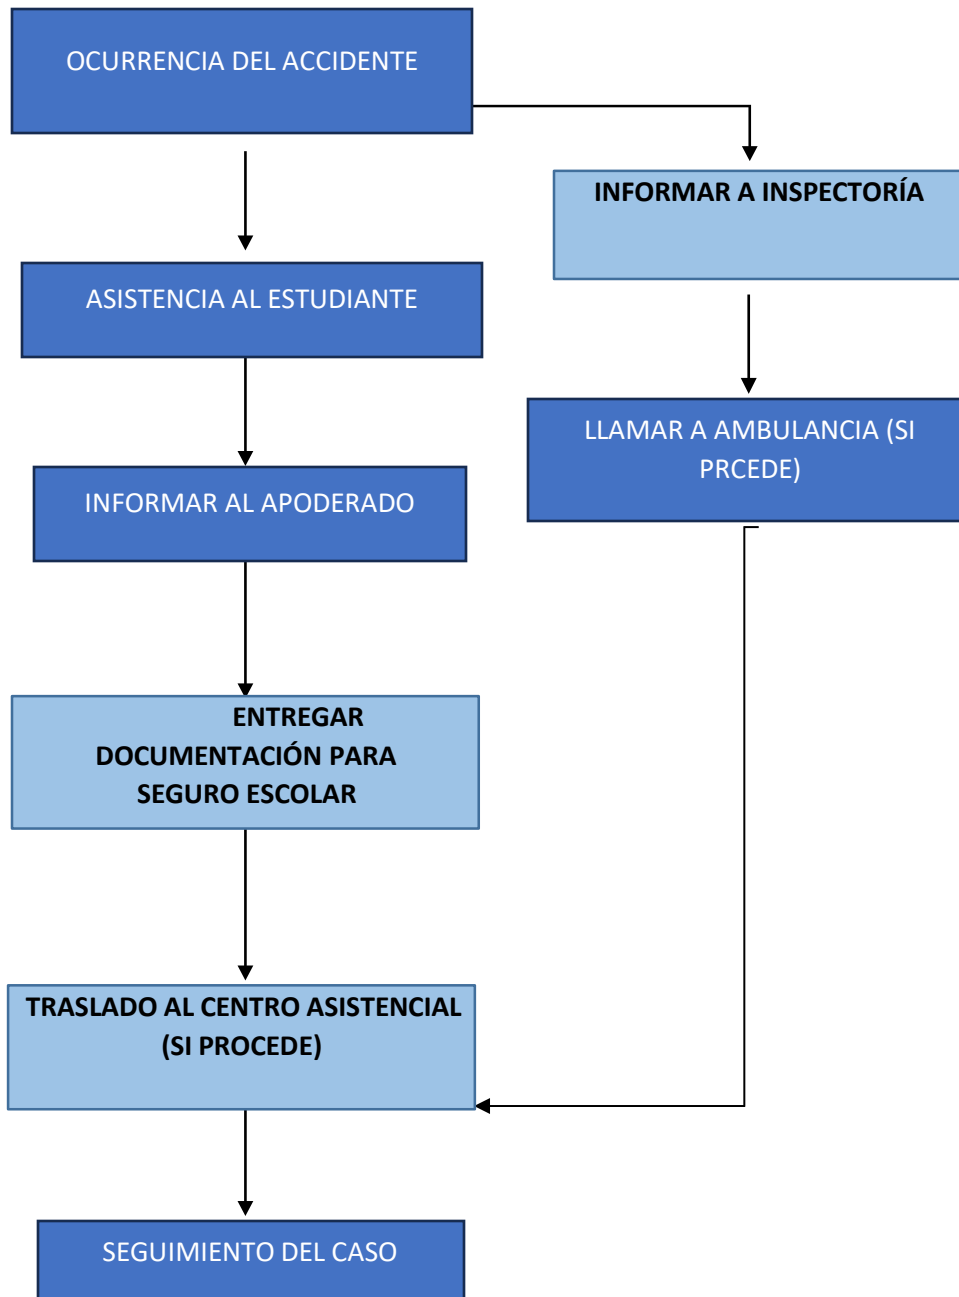 OCURRENCIA DEL ACCIDENTE
INFORMAR A INSPECTORÍA
ASISTENCIA AL ESTUDIANTE
LLAMAR A AMBULANCIA (SI
PRCEDE)
INFORMAR AL APODERADO
ENTREGAR
DOCUMENTACIÓN PARA
SEGURO ESCOLAR
TRASLADO AL CENTRO ASISTENCIAL
(SI PROCEDE)
SEGUIMIENTO DEL CASO